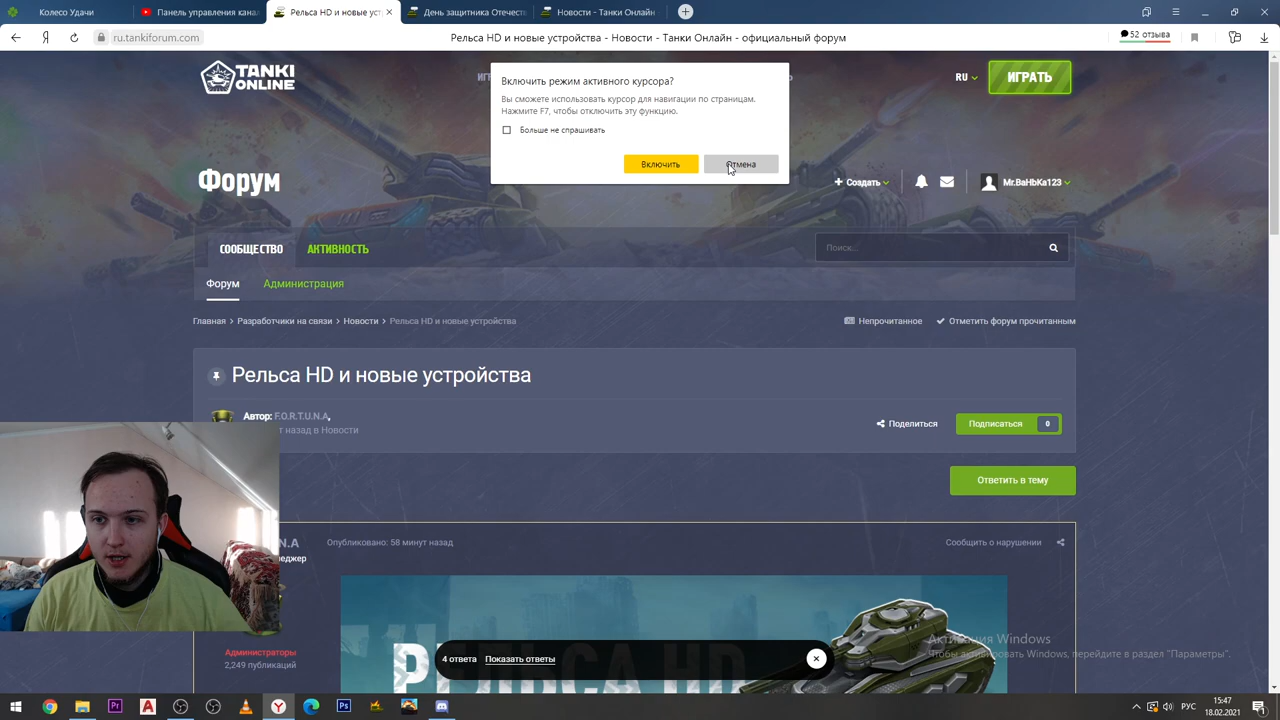 Колесо Удачи
Панель управления канал
Рельса HD и новые устр
День защитника Отечеств
Новости - Танки Онлайн
ru.tankiforum.com
Рельса HD и новые устройства - Новости - Танки Онлайн - официальный форум
52 отзыва
TANKI ONLINE
RU
ИГРАТЬ
Включить режим активного курсора?
Вы сможете использовать курсор для навигации по страницам.
Нажмите F7, чтобы отключить эту функцию.
Больше не спрашивать
Включить
Отмена
Форум
Создать
Mr.BaHbKa123
СООБЩЕСТВО
АКТИВНОСТЬ
Поиск...
Форум
Администрация
Главная > Разработчики на связи > Новости > Рельса HD и новые устройства
Непрочитанное
Отметить форум прочитанным
Рельса HD и новые устройства
Автор: F.O.R.T.U.N.A,
т назад в Новости
Поделиться
Подписаться
0
Ответить в тему
N.A
Опубликовано: 58 минут назад
Сообщить о нарушении
неджер
РЕЛЬСА HD
Администраторы
2,249 публикаций
4 ответа
Показать ответы
Активация Windows
Чтобы активировать Windows, перейдите в раздел "Параметры".
РУС
15:47
18.02.2021
1